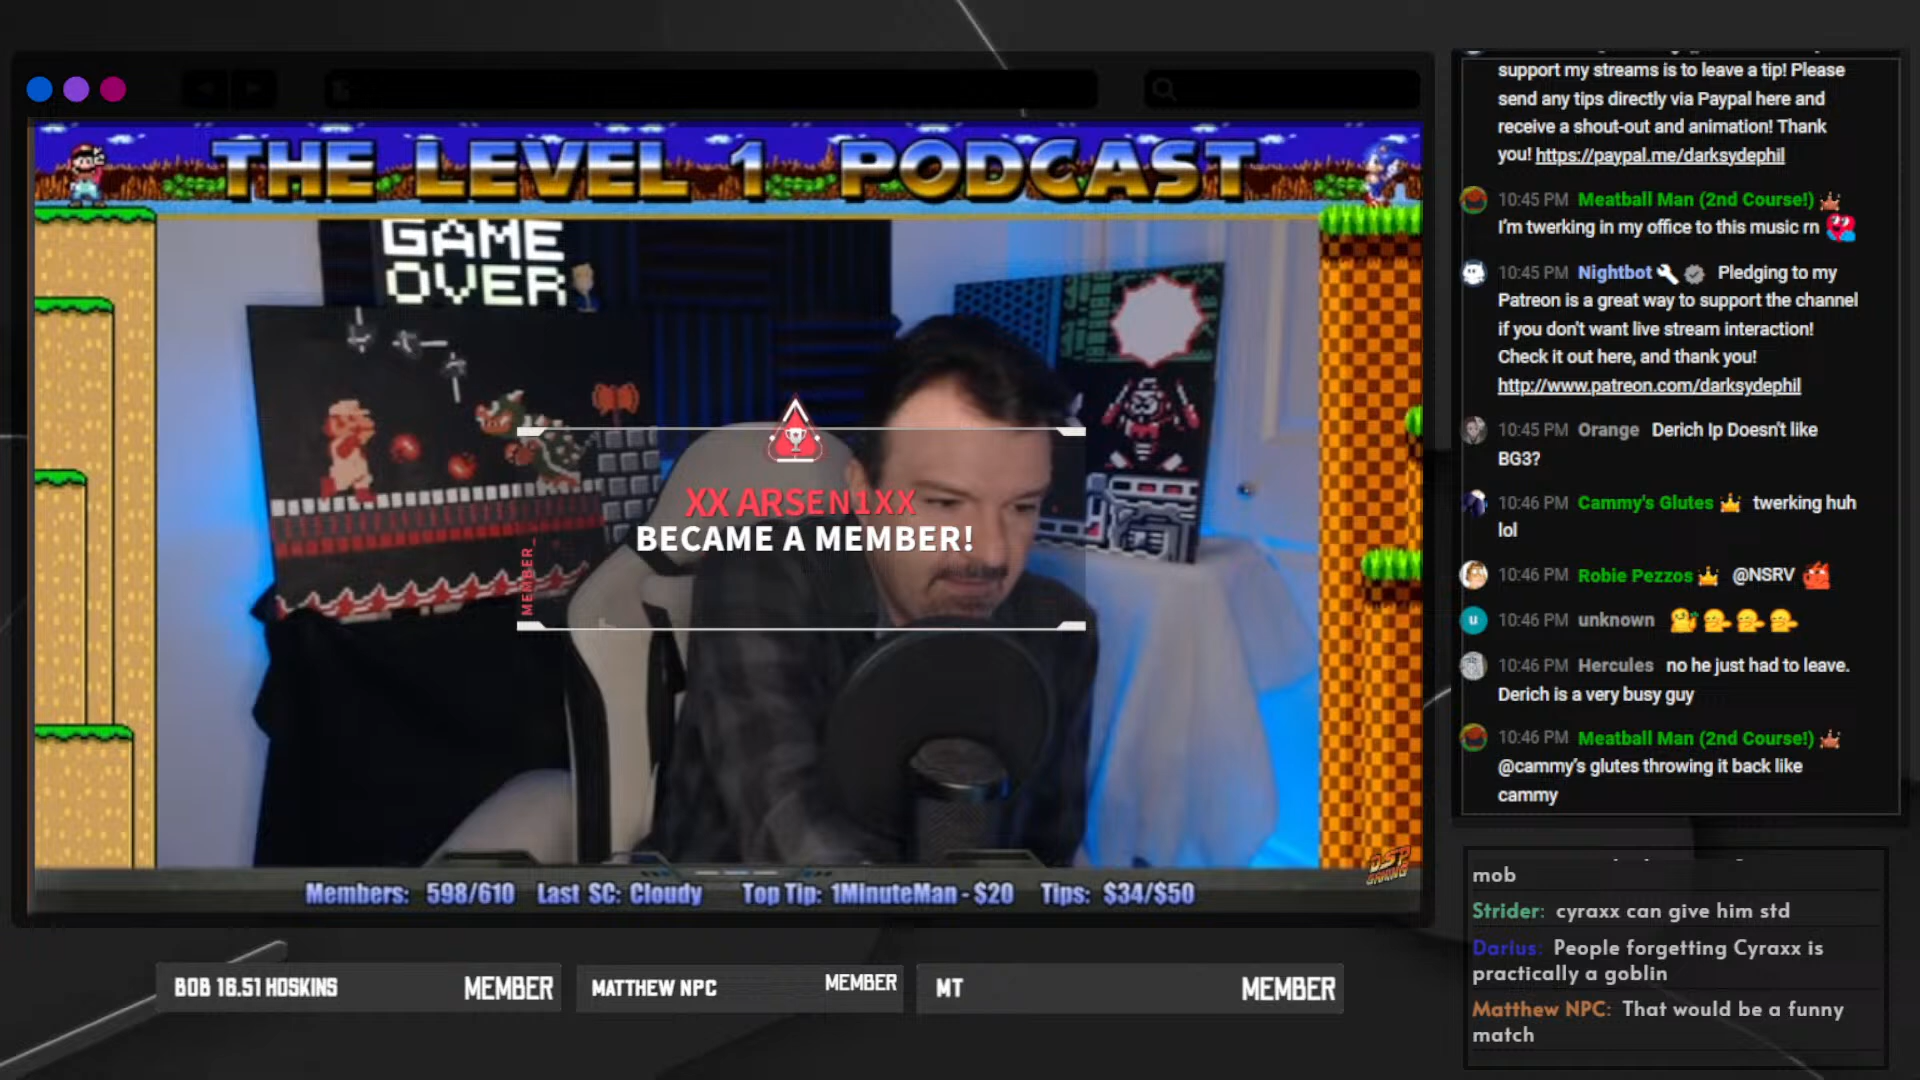 THE LEVEL 1 PODCAST
GAME
OVER
XX ARSEN1XX
BECAME A MEMBER!
MEMBER_
DSP
GAMING
Members: 598/610 Last SC: Cloudy Top Tip: 1MinuteMan - $20 Tips: $34/$50
BOB 16.51 HOSKINS MEMBER
MATTHEW NPC MEMBER
MT MEMBER
support my streams is to leave a tip! Please
send any tips directly via Paypal here and
receive a shout-out and animation! Thank
you! https://paypal.me/darksydephil
10:45 PM Meatball Man (2nd Course!)
I'm twerking in my office to this music rn
10:45 PM Nightbot Pledging to my
Patreon is a great way to support the channel
if you don't want live stream interaction!
Check it out here, and thank you!
http://www.patreon.com/darksydephil
10:45 PM Orange Derich Ip Doesn't like
BG3?
10:46 PM Cammy's Glutes twerking huh
lol
10:46 PM Robie Pezzos @NSRV
u 10:46 PM unknown
10:46 PM Hercules no he just had to leave.
Derich is a very busy guy
10:46 PM Meatball Man (2nd Course!)
@cammy's glutes throwing it back like
cammy
mob
Strider: cyraxx can give him std
Darius: People forgetting Cyraxx is
practically a goblin
Matthew NPC: That would be a funny
match